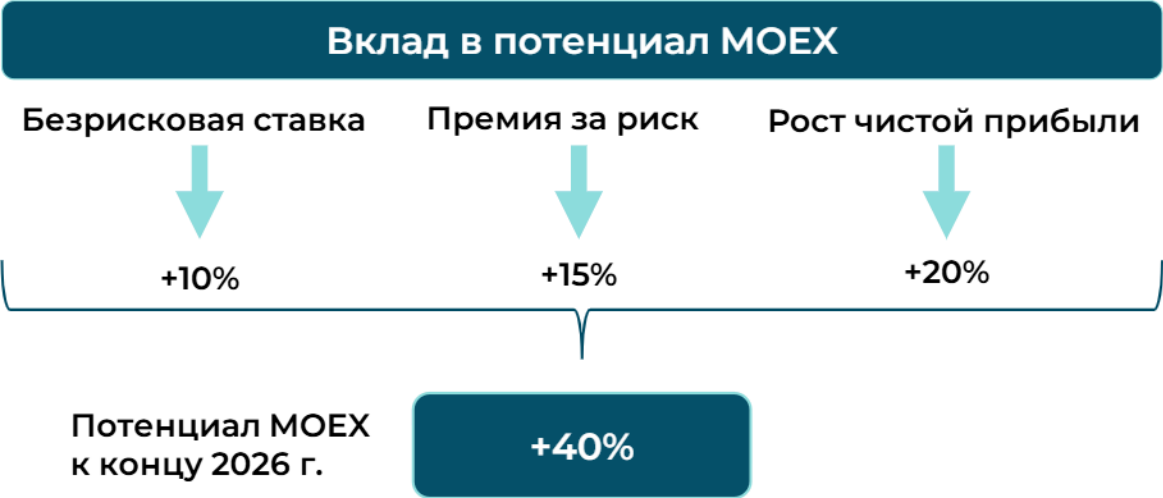 Вклад в потенциал MOEX
Безрисковая ставка
Премия за риск
Рост чистой прибыли
+10%
+15%
+20%
Потенциал MOEX
к концу 2026 г.
+40%